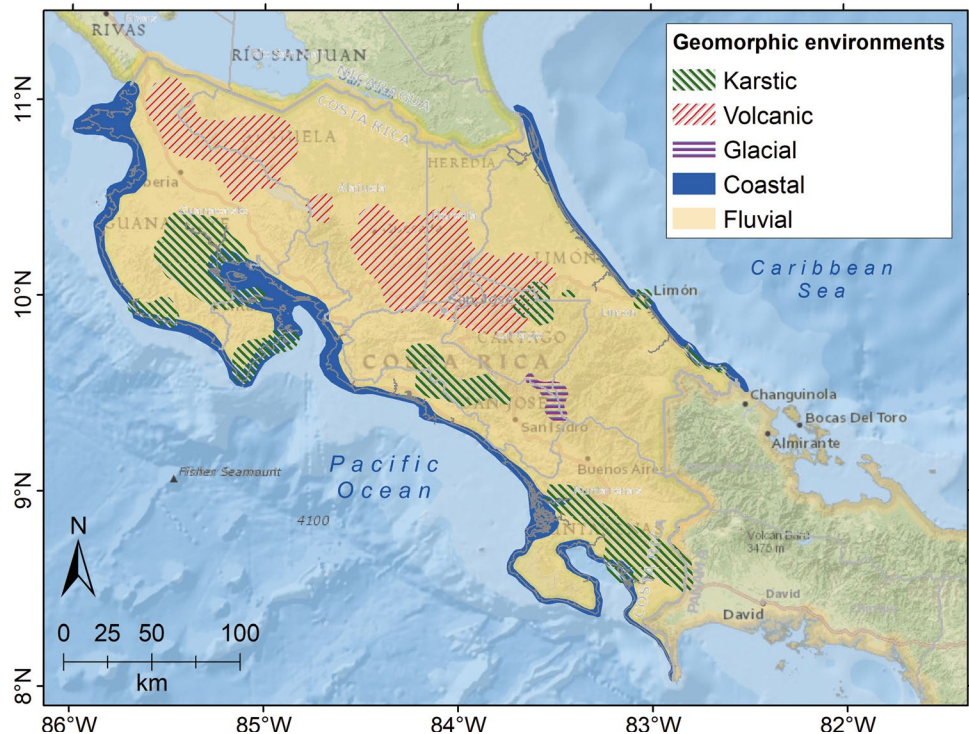 RIVAS
RÍO SAN JUAN
NICARAGUA
COSTA RICA
HEREDIA
LIMÓN
CARTAGO
COSTA RICA
San Isidro
Buenos Aires
Limón
Changuinola
Bocas Del Toro
Almirante
Volcan Barú
3475 m
David
David
PANAMA
Fisher Seamount
4100
Pacific
Ocean
Caribbean
Sea
Geomorphic environments
Karstic
Volcanic
Glacial
Coastal
Fluvial
N
0 25 50 100
km
11°N
10°N
9°N
8°N
86°W 85°W 84°W 83°W 82°W